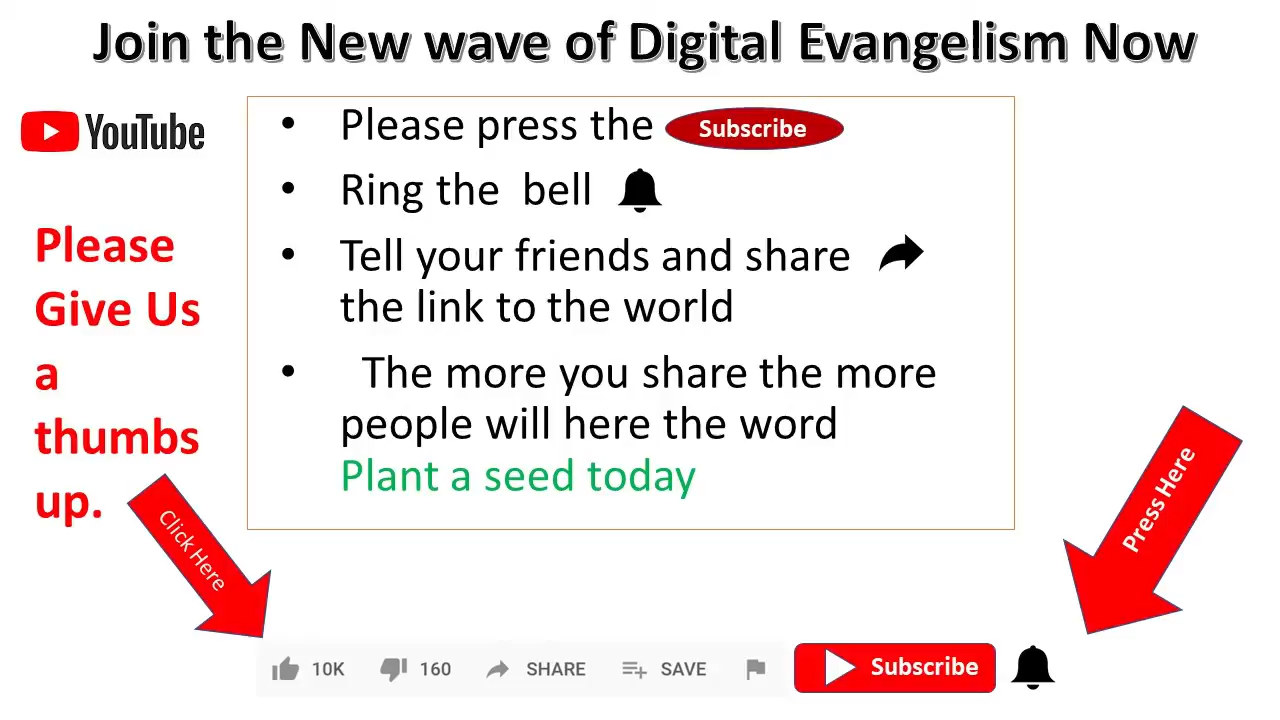 Join the New wave of Digital Evangelism Now
YouTube
Please
Give Us
a
thumbs
up.
• Please press the Subscribe
• Ring the bell
• Tell your friends and share
the link to the world
• The more you share the more
people will here the word
Plant a seed today
Click Here
Press Here
10K 160 SHARE SAVE Subscribe